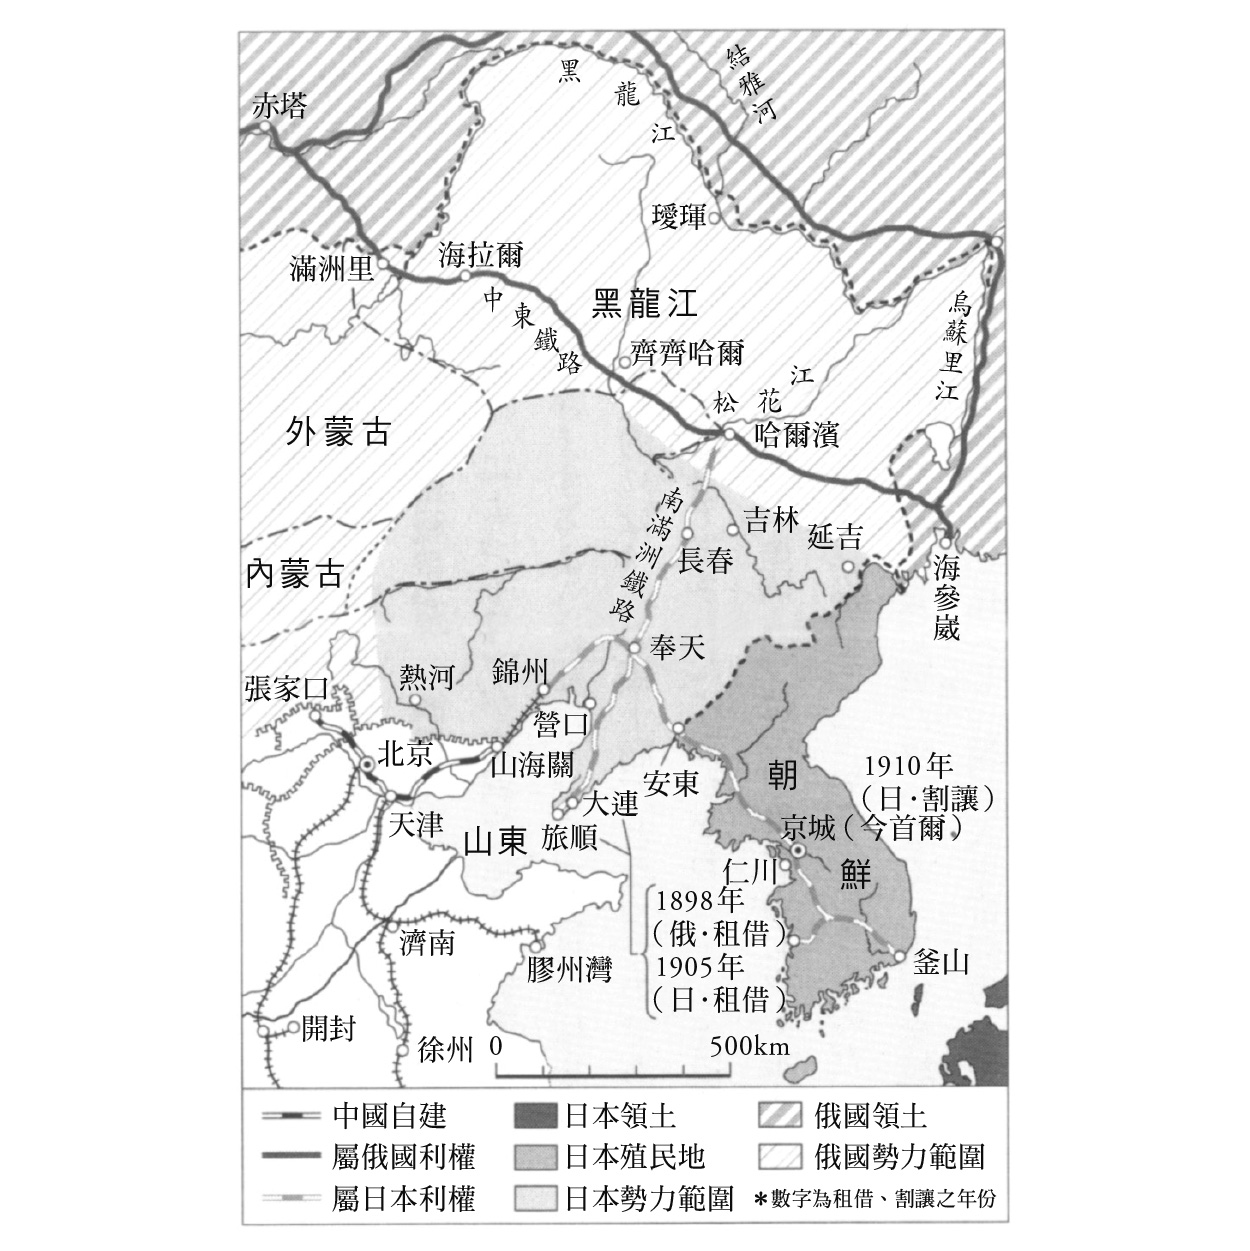 結雅河
黑龍江
赤塔
璦琿
海拉爾
滿洲里
中東鐵路
黑龍江
烏蘇里江
齊齊哈爾
松花江
外蒙古
哈爾濱
南滿洲鐵路
吉林
延吉
長春
內蒙古
海參崴
奉天
錦州
熱河
張家口
營口
北京
山海關
安東
朝鮮
1910年
（日·割讓）
大連
天津
山東
旅順
京城（今首爾）
仁川
1898年
（俄·租借）
1905年
（日·租借）
濟南
膠州灣
釜山
開封
徐州
0
500km
中國自建
日本領土
俄國領土
屬俄國利權
日本殖民地
俄國勢力範圍
屬日本利權
日本勢力範圍
＊數字為租借、割讓之年份